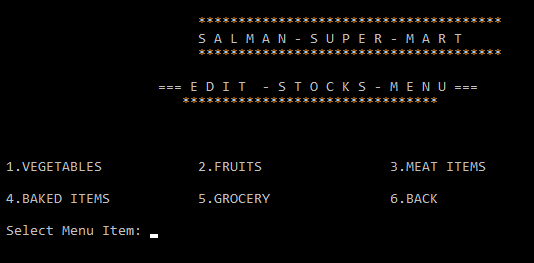 **************************************
S A L M A N - S U P E R - M A R T
**************************************
=== E D I T  - S T O C K S - M E N U ===
********************************
1.VEGETABLES 2.FRUITS 3.MEAT ITEMS
4.BAKED ITEMS 5.GROCERY 6.BACK
Select Menu Item: